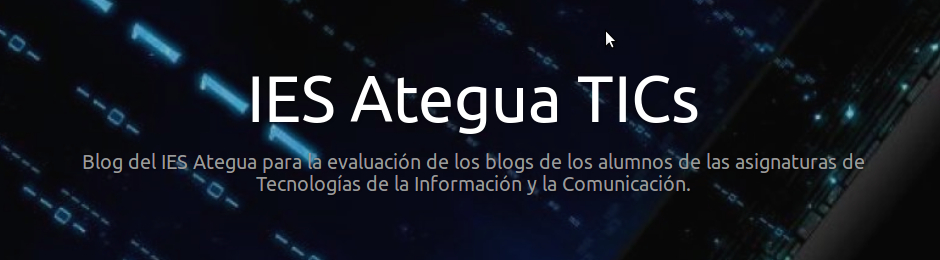 IES Ategua TICs
Blog del IES Ategua para la evaluación de los blogs de los alumnos de las asignaturas de
Tecnologías de la Información y la Comunicación.